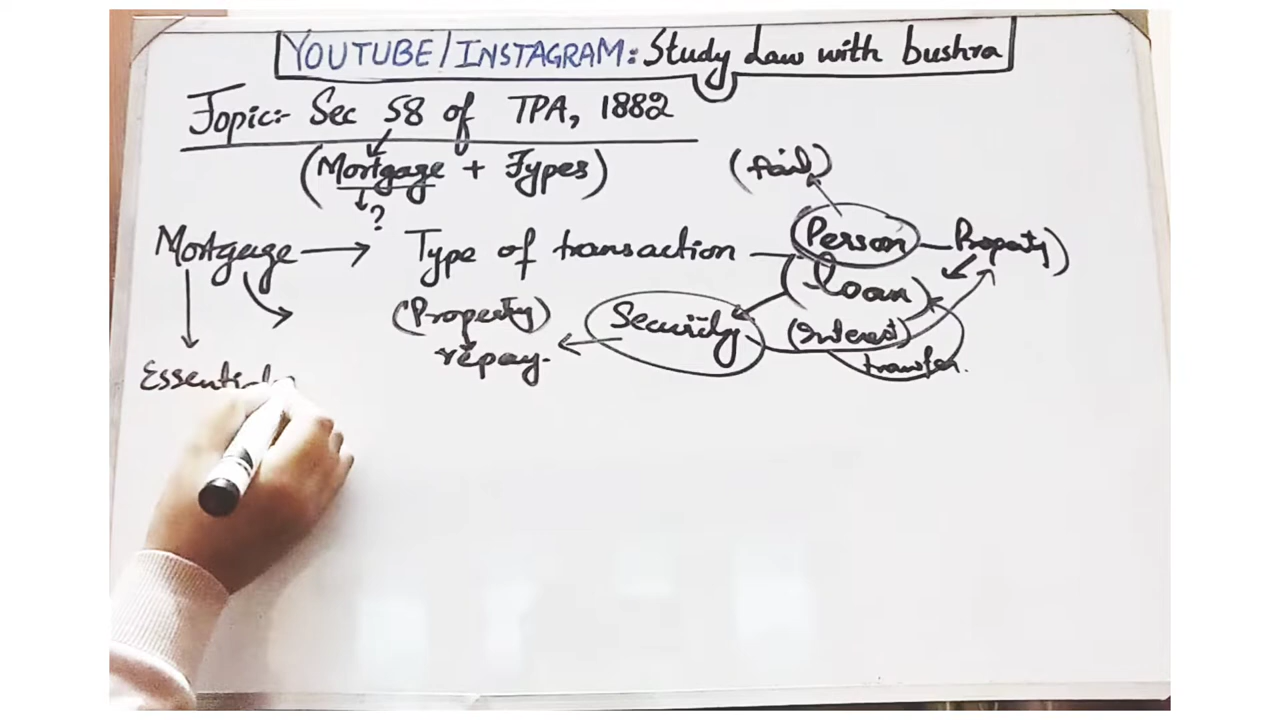 YOUTUBE/INSTAGRAM: Study Law with bushra
Topic:- Sec 58 of TPA, 1882
(Mortgage + Types)
?
(fail)
Mortgage → Type of transaction — Person — Property)
(loan)
(Property) Security (Interest)
repay. transfer.
Essential